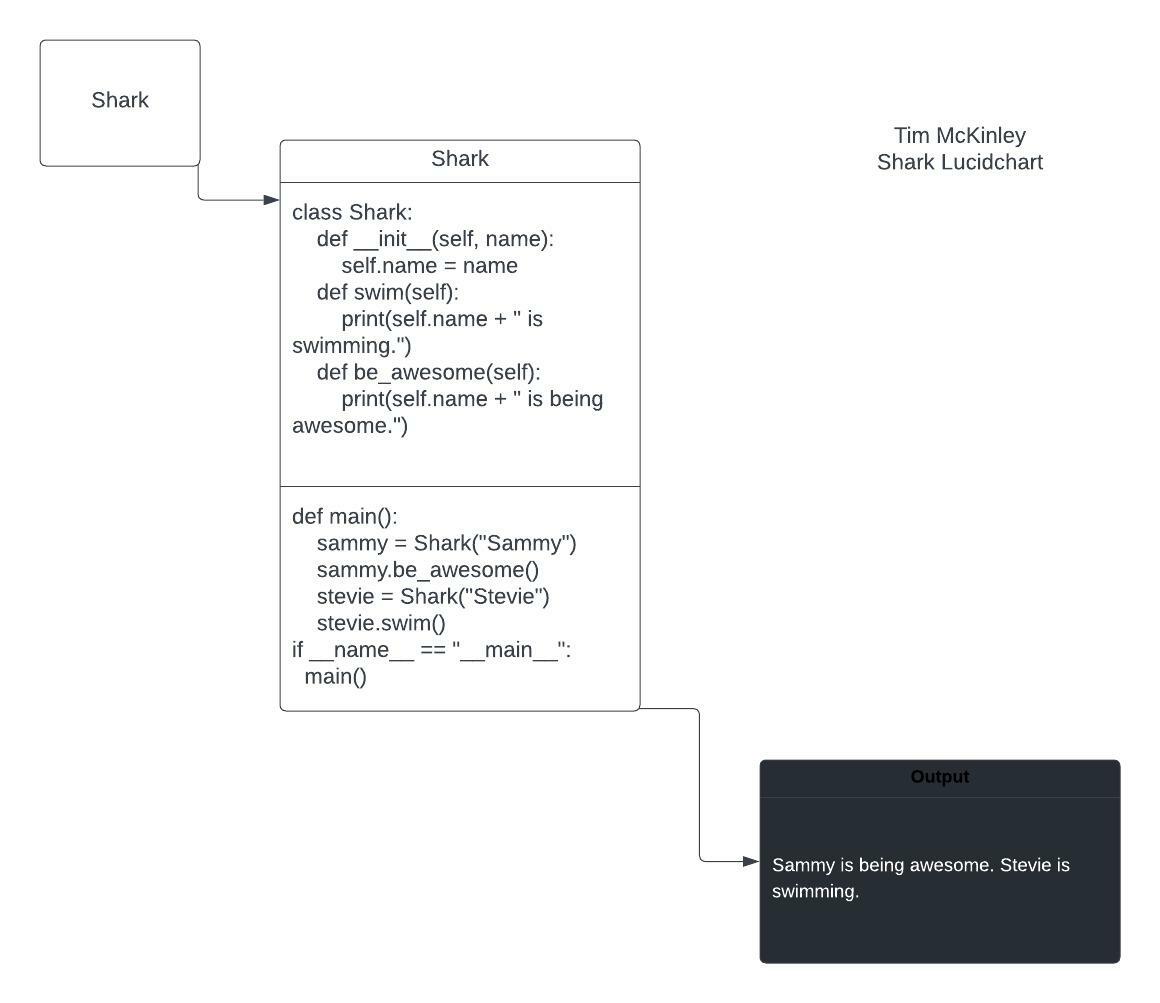 Shark
Tim McKinley
Shark Lucidchart
Shark
class Shark:
    def __init__(self, name):
        self.name = name
    def swim(self):
        print(self.name + " is
swimming.")
    def be_awesome(self):
        print(self.name + " is being
awesome.")
def main():
    sammy = Shark("Sammy")
    sammy.be_awesome()
    stevie = Shark("Stevie")
    stevie.swim()
if __name__ == "__main__":
  main()
Output
Sammy is being awesome. Stevie is
swimming.